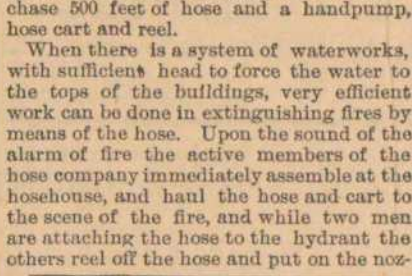 chase 500 feet of hose and a handpump,
hose cart and reel.
When there is a system of waterworks,
with sufficient head to force the water to
the tops of the buildings, very efficient
work can be done in extinguishing fires by
means of the hose. Upon the sound of the
alarm of fire the active members of the
hose company immediately assemble at the
hosehouse, and haul the hose and cart to
the scene of the fire, and while two men
are attaching the hose to the hydrant the
others reel off the hose and put on the noz-